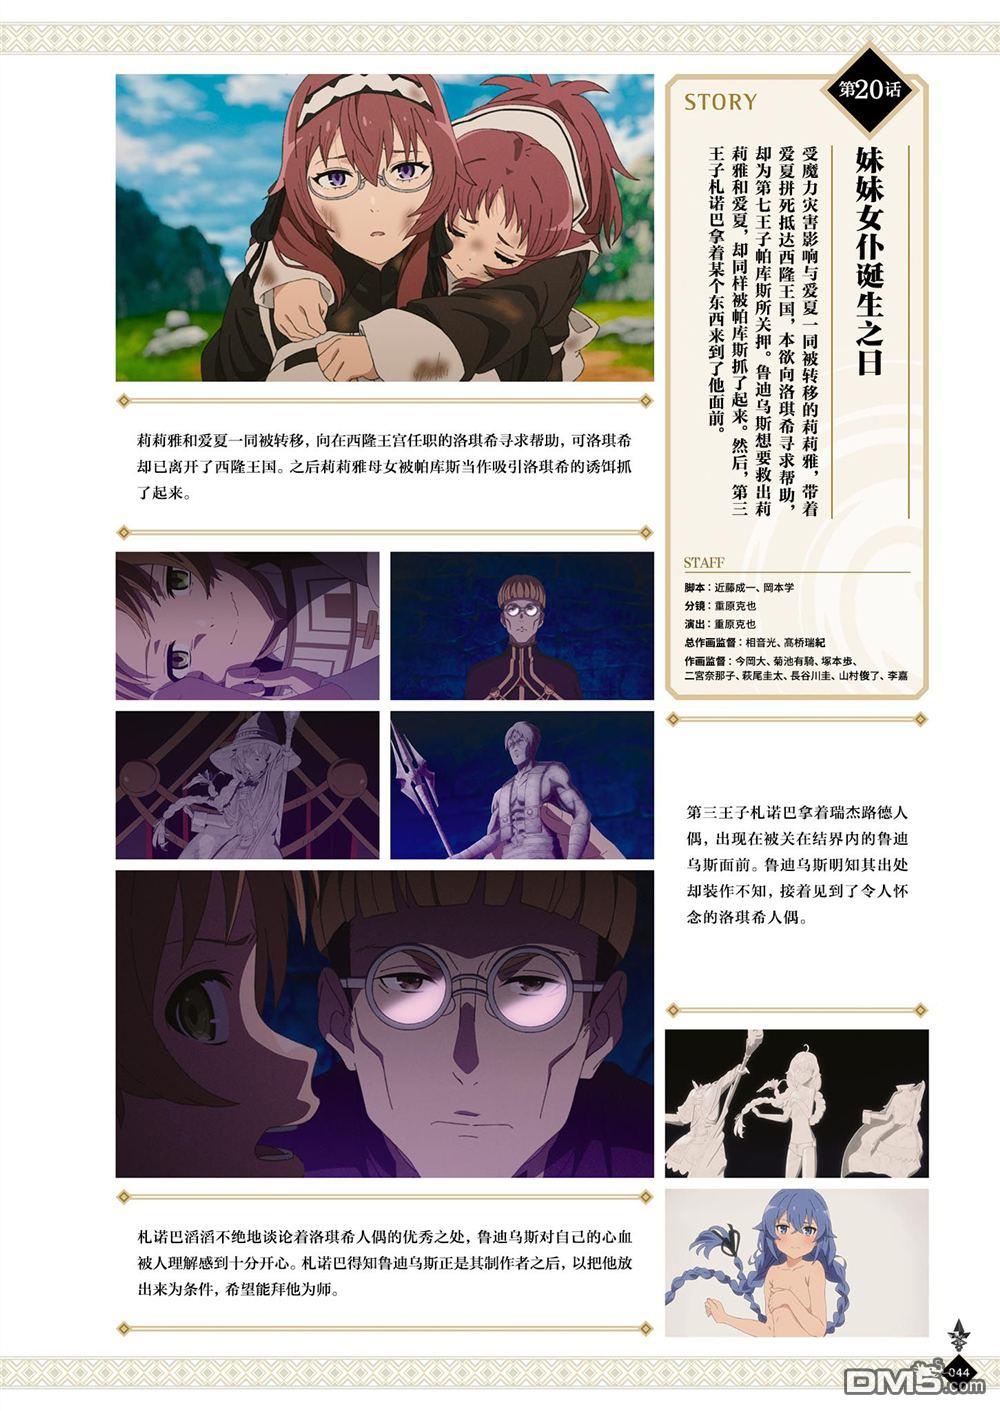 第20话
STORY
妹妹女仆诞生之日
受魔力灾害影响与爱夏一同被转移的莉莉雅，带着
爱夏拼死抵达西隆王国，本欲向洛琪希寻求帮助，
却为第七王子帕库斯所关押。鲁迪乌斯想要救出莉
莉雅和爱夏，却同样被帕库斯抓了起来。然后，第三
王子札诺巴拿着某个东西来到了他面前。
STAFF
脚本：近藤成一、岡本学
分镜：重原克也
演出：重原克也
总作画监督：相音光、髙桥瑞紀
作画监督：今岡大、菊池有騎、塚本歩、
二宮奈那子、萩尾圭太、長谷川圭、山村俊了、李嘉
莉莉雅和爱夏一同被转移，向在西隆王宫任职的洛琪希寻求帮助，可洛琪希
却已离开了西隆王国。之后莉莉雅母女被帕库斯当作吸引洛琪希的诱饵抓
了起来。
第三王子札诺巴拿着瑞杰路德人
偶，出现在被关在结界内的鲁迪
乌斯面前。鲁迪乌斯明知其出处
却装作不知，接着见到了令人怀
念的洛琪希人偶。
札诺巴滔滔不绝地谈论着洛琪希人偶的优秀之处，鲁迪乌斯对自己的心血
被人理解感到十分开心。札诺巴得知鲁迪乌斯正是其制作者之后，以把他放
出来为条件，希望能拜他为师。
044
DM5.com